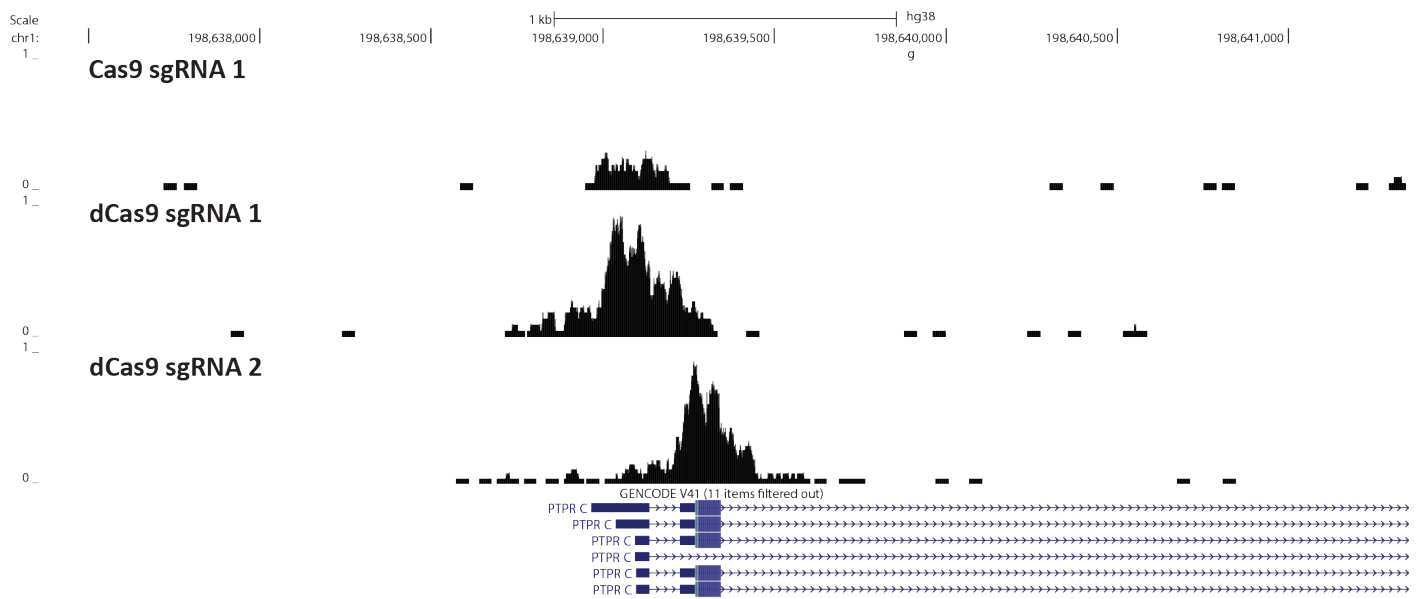 Scale 1 kb hg38
chr1: 198,638,000 198,638,500 198,639,000 198,639,500 198,640,000 198,640,500 198,641,000
g
1 _
Cas9 sgRNA 1
0 _
1 _
dCas9 sgRNA 1
0 _
1 _
dCas9 sgRNA 2
0 _
GENCODE V41 (11 items filtered out)
PTPR C
PTPR C
PTPR C
PTPR C
PTPR C
PTPR C